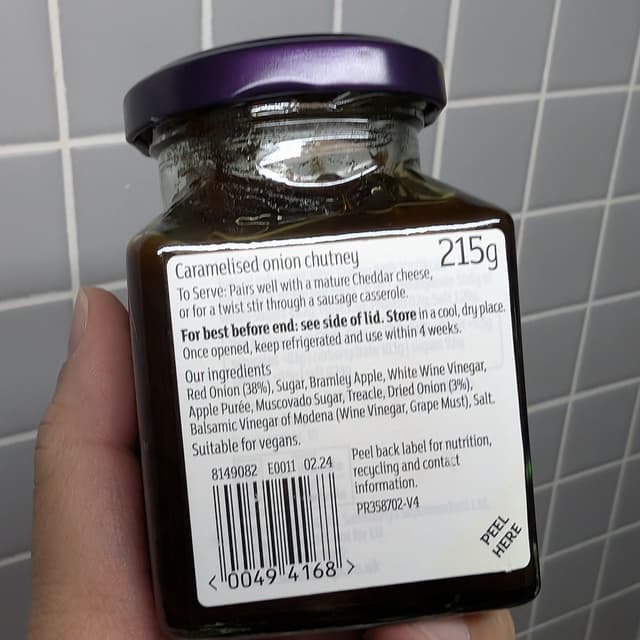 Caramelised onion chutney
215g
To Serve: Pairs well with a mature Cheddar cheese,
or for a twist stir through a sausage casserole.
For best before end: see side of lid. Store in a cool, dry place.
Once opened, keep refrigerated and use within 4 weeks.
Our ingredients
Red Onion (38%), Sugar, Bramley Apple, White Wine Vinegar,
Apple Purée, Muscovado Sugar, Treacle, Dried Onion (3%),
Balsamic Vinegar of Modena (Wine Vinegar, Grape Must), Salt.
Suitable for vegans.
8149082 E0011 02.24
< 0049 4168 >
Peel back label for nutrition,
recycling and contact
information.
PR358702-V4
PEEL
HERE